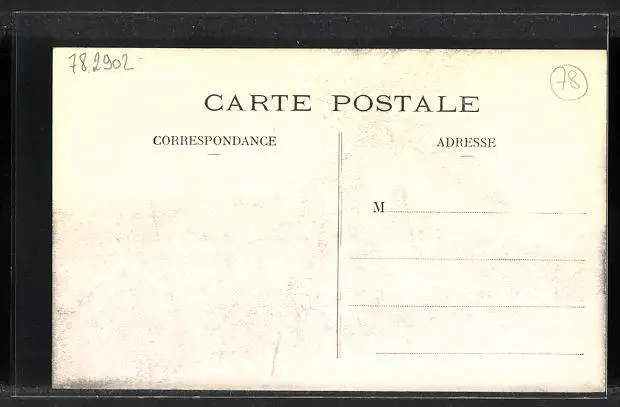 78.2902
78
CARTE POSTALE
CORRESPONDANCE
ADRESSE
M